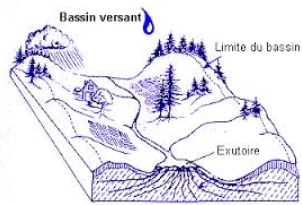 Bassin versant
Limite du bassin
Exutoire